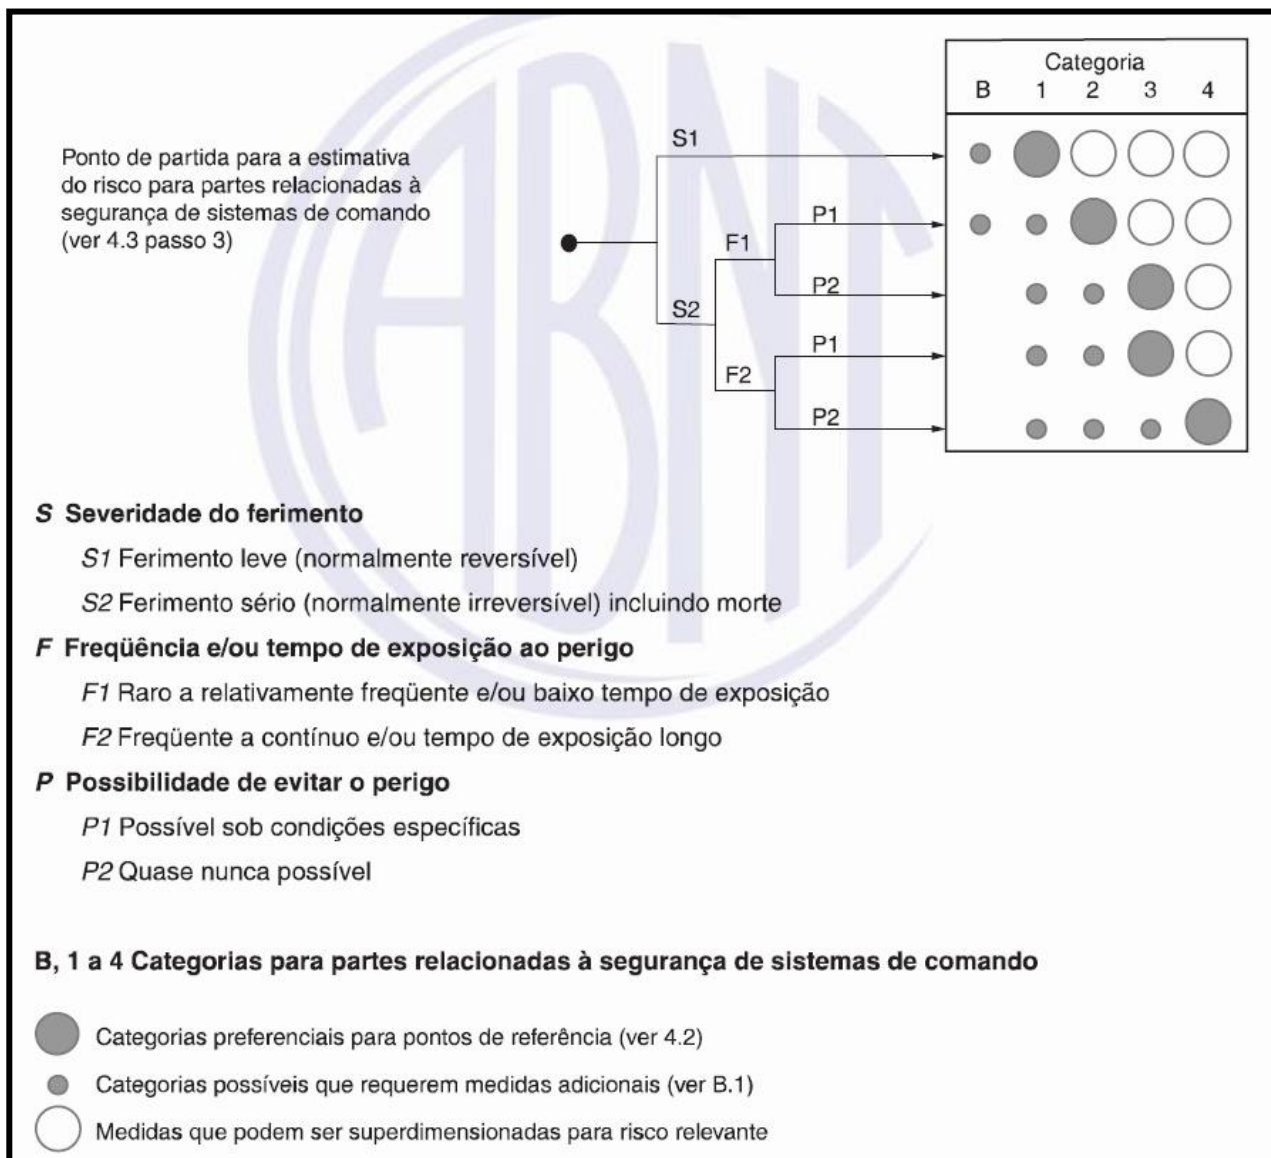 Categoria
B 1 2 3 4
Ponto de partida para a estimativa
do risco para partes relacionadas à
segurança de sistemas de comando
(ver 4.3 passo 3)
S1
P1
F1
P2
S2
P1
F2
P2
S Severidade do ferimento
S1 Ferimento leve (normalmente reversível)
S2 Ferimento sério (normalmente irreversível) incluindo morte
F Freqüência e/ou tempo de exposição ao perigo
F1 Raro a relativamente freqüente e/ou baixo tempo de exposição
F2 Freqüente a contínuo e/ou tempo de exposição longo
P Possibilidade de evitar o perigo
P1 Possível sob condições específicas
P2 Quase nunca possível
B, 1 a 4 Categorias para partes relacionadas à segurança de sistemas de comando
Categorias preferenciais para pontos de referência (ver 4.2)
Categorias possíveis que requerem medidas adicionais (ver B.1)
Medidas que podem ser superdimensionadas para risco relevante
ABNT